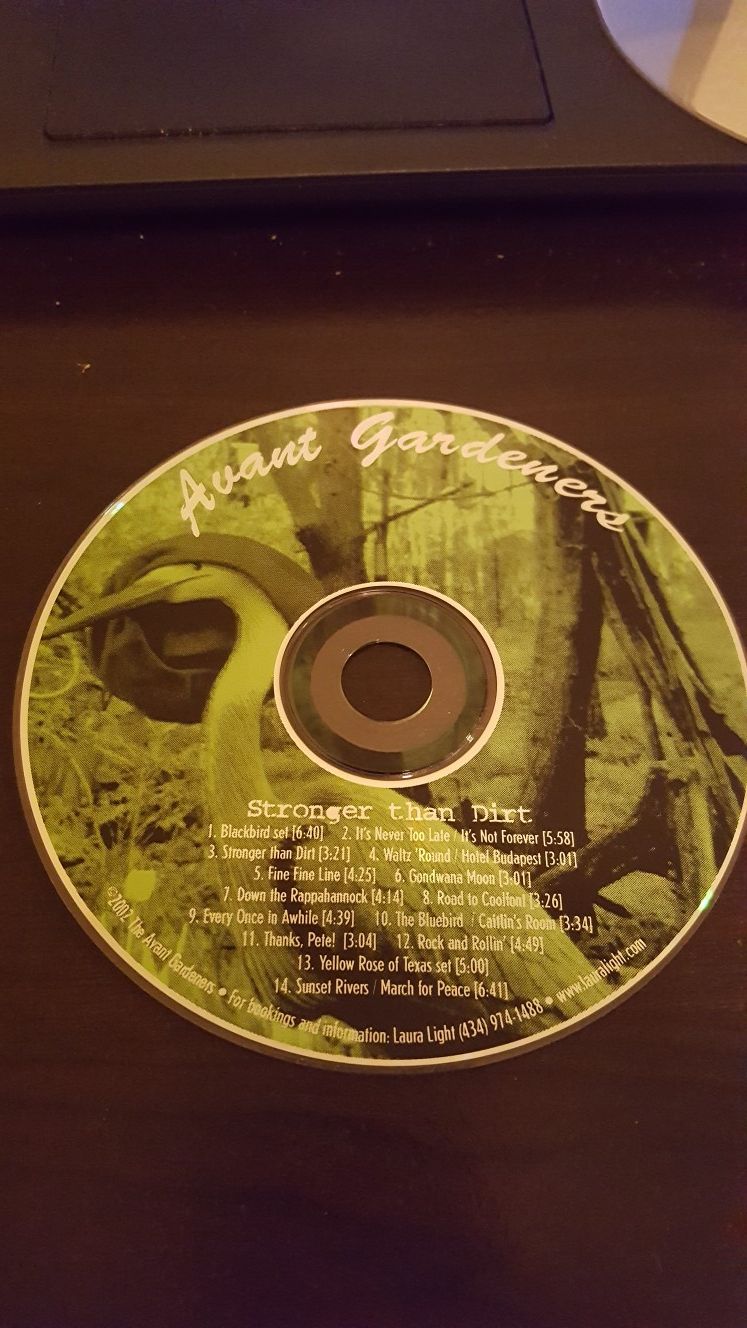 Avant Gardeners
Stronger than Dirt
1. Blackbird set [6:40] 2. It's Never Too Late / It's Not Forever [5:58]
3. Stronger than Dirt [3:21] 4. Waltz 'Round / Hotel Budapest [3:01]
5. Fine Fine Line [4:25] 6. Gondwana Moon [3:01]
7. Down the Rappahannock [4:14] 8. Road to Coolfont [3:26]
9. Every Once in Awhile [4:39] 10. The Bluebird / Caitlin's Room [3:34]
11. Thanks, Pete! [3:04] 12. Rock and Rollin' [4:49]
13. Yellow Rose of Texas set [5:00]
14. Sunset Rivers / March for Peace [6:41]
©2002 The Avant Gardeners • For bookings and information: Laura Light (434) 974-1488 • www.lauralight.com